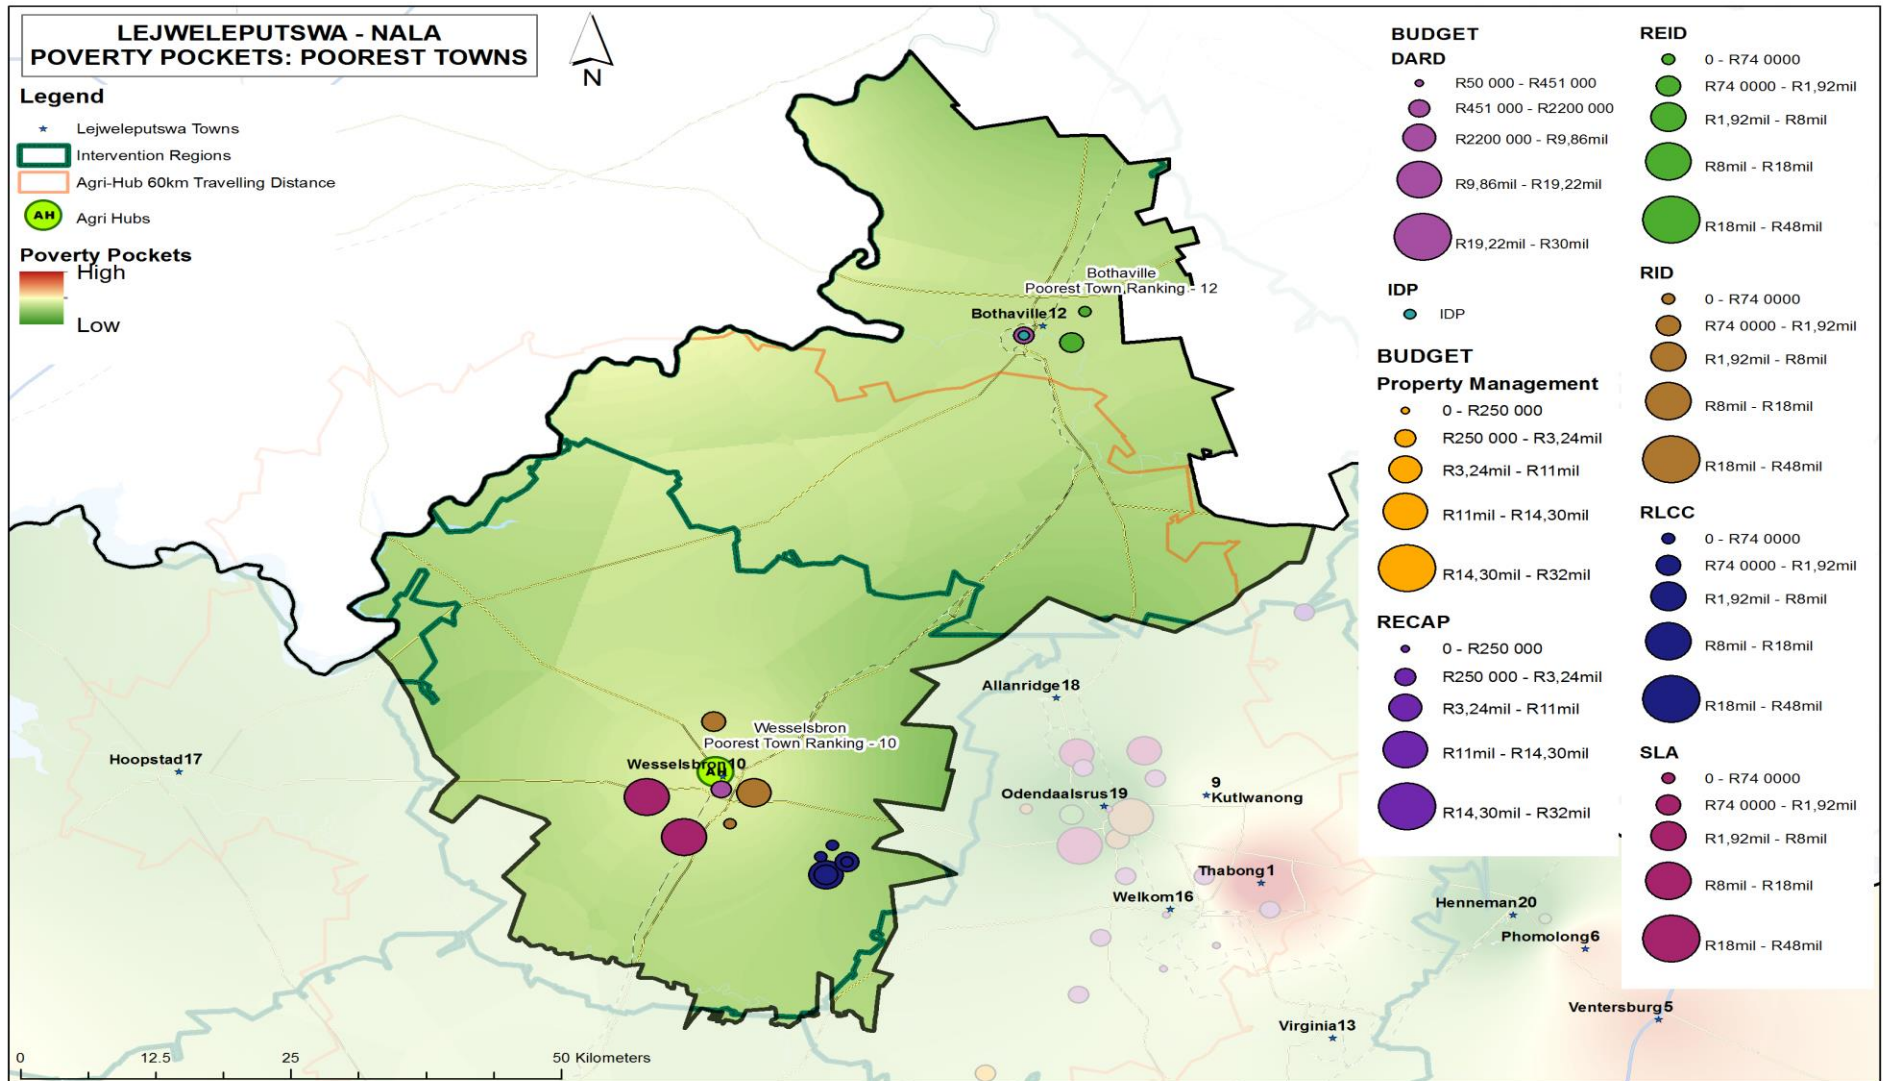 LEJWELEPUTSWA - NALA
POVERTY POCKETS: POOREST TOWNS
N
Legend
Lejweleputswa Towns
Intervention Regions
Agri-Hub 60km Travelling Distance
AH
Agri Hubs
Poverty Pockets
High
Low
Bothaville
Poorest Town Ranking - 12
Bothaville12
Allanridge18
Wesselsbron
Poorest Town Ranking - 10
Wesselsbron10
AH
Hoopstad17
Odendaalsrus19
9
Kutlwanong
Thabong1
Welkom16
Henneman20
Phomolong6
Ventersburg5
Virginia13
0
12.5
25
50 Kilometers
BUDGET
DARD
R50 000 - R451 000
R451 000 - R2200 000
R2200 000 - R9,86mil
R9,86mil - R19,22mil
R19,22mil - R30mil
IDP
IDP
BUDGET
Property Management
0 - R250 000
R250 000 - R3,24mil
R3,24mil - R11mil
R11mil - R14,30mil
R14,30mil - R32mil
RECAP
0 - R250 000
R250 000 - R3,24mil
R3,24mil - R11mil
R11mil - R14,30mil
R14,30mil - R32mil
REID
0 - R74 0000
R74 0000 - R1,92mil
R1,92mil - R8mil
R8mil - R18mil
R18mil - R48mil
RID
0 - R74 0000
R74 0000 - R1,92mil
R1,92mil - R8mil
R8mil - R18mil
R18mil - R48mil
RLCC
0 - R74 0000
R74 0000 - R1,92mil
R1,92mil - R8mil
R8mil - R18mil
R18mil - R48mil
SLA
0 - R74 0000
R74 0000 - R1,92mil
R1,92mil - R8mil
R8mil - R18mil
R18mil - R48mil